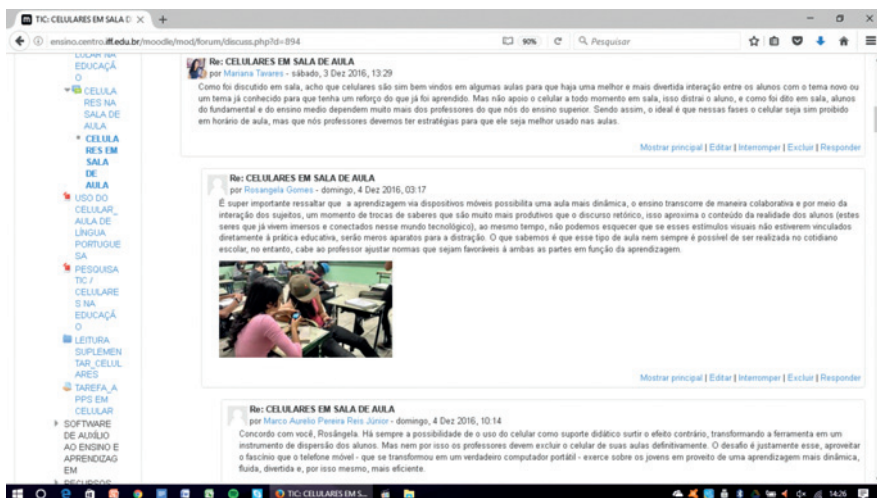 TIC: CELULARES EM SALA D
ensino.centro.iff.edu.br/moodle/mod/forum/discuss.php?d=894
90%
Pesquisar
EDUCAÇÃ
O
CELULA
RES NA
SALA DE
AULA
CELULA
RES EM
SALA
DE
AULA
USO DO
CELULAR_
AULA DE
LÍNGUA
PORTUGUE
SA
PESQUISA
TIC /
CELULARE
S NA
EDUCAÇÃ
O
LEITURA
SUPLEMEN
TAR_CELUL
ARES
TAREFA_A
PPS EM
CELULAR
SOFTWARE
DE AUXÍLIO
AO ENSINO E
APRENDIZAG
EM
RECURSOS
Re: CELULARES EM SALA DE AULA
por Mariana Tavares - sábado, 3 Dez 2016, 13:29
Como foi discutido em sala, acho que celulares são sim bem vindos em algumas aulas para que haja uma melhor e mais divertida interação entre os alunos com o tema novo ou
um tema já conhecido para que tenha um reforço do que já foi aprendido. Mas não apoio o celular a todo momento em sala, isso distrai o aluno, e como foi dito em sala, alunos
do fundamental e do ensino medio dependem muito mais dos professores do que nós do ensino superior. Sendo assim, o ideal é que nessas fases o celular seja sim proibido
em horário de aula, mas que nós professores devemos ter estratégias para que ele seja melhor usado nas aulas.
Mostrar principal | Editar | Interromper | Excluir | Responder
Re: CELULARES EM SALA DE AULA
por Rosangela Gomes - domingo, 4 Dez 2016, 03:17
É super importante ressaltar que a aprendizagem via dispositivos móveis possibilita uma aula mais dinâmica, o ensino transcorre de maneira colaborativa e por meio da
interação dos sujeitos, um momento de trocas de saberes que são muito mais produtivos que o discurso retórico, isso aproxima o conteúdo da realidade dos alunos (estes
seres que já vivem imersos e conectados nesse mundo tecnológico), ao mesmo tempo, não podemos esquecer que se esses estímulos visuais não estiverem vinculados
diretamente à prática educativa, serão meros aparatos para a distração. O que sabemos é que esse tipo de aula nem sempre é possível de ser realizada no cotidiano
escolar, no entanto, cabe ao professor ajustar normas que sejam favoráveis à ambas as partes em função da aprendizagem.
Mostrar principal | Editar | Interromper | Excluir | Responder
Re: CELULARES EM SALA DE AULA
por Marco Aurelio Pereira Reis Júnior - domingo, 4 Dez 2016, 10:14
Concordo com você, Rosângela. Há sempre a possibilidade de o uso do celular como suporte didático surtir o efeito contrário, transformando a ferramenta em um
instrumento de dispersão dos alunos. Mas nem por isso os professores devem excluir o celular de suas aulas definitivamente. O desafio é justamente esse, aproveitar
o fascínio que o telefone móvel - que se transformou em um verdadeiro computador portátil - exerce sobre os jovens em proveito de uma aprendizagem mais dinâmica,
fluida, divertida e, por isso mesmo, mais eficiente.
TIC: CELULARES EM S...
14:26